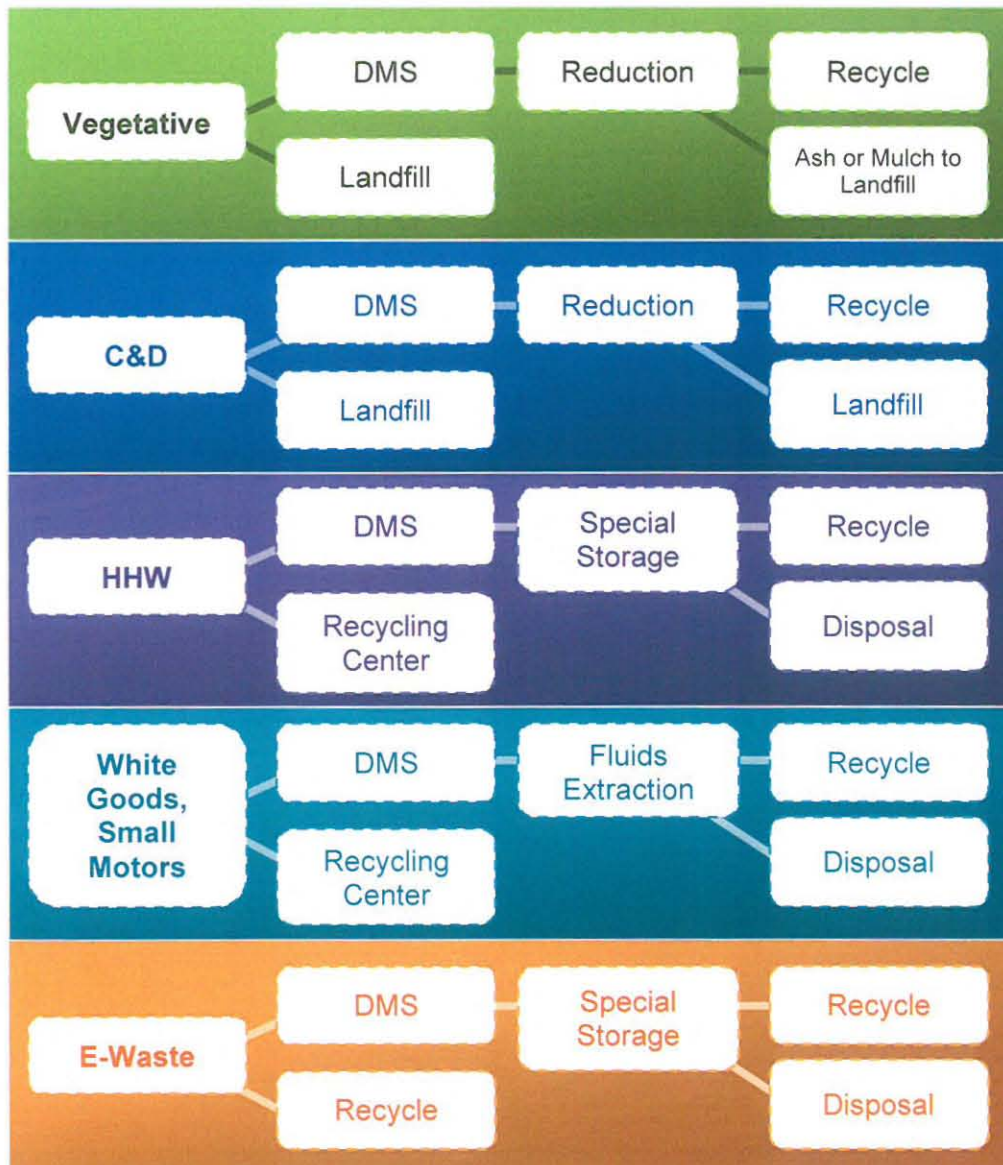 Vegetative
DMS
Reduction
Recycle
Landfill
Ash or Mulch to
Landfill
C&D
DMS
Reduction
Recycle
Landfill
Landfill
HHW
DMS
Special
Storage
Recycle
Recycling
Center
Disposal
White
Goods,
Small
Motors
DMS
Fluids
Extraction
Recycle
Recycling
Center
Disposal
E-Waste
DMS
Special
Storage
Recycle
Recycle
Disposal